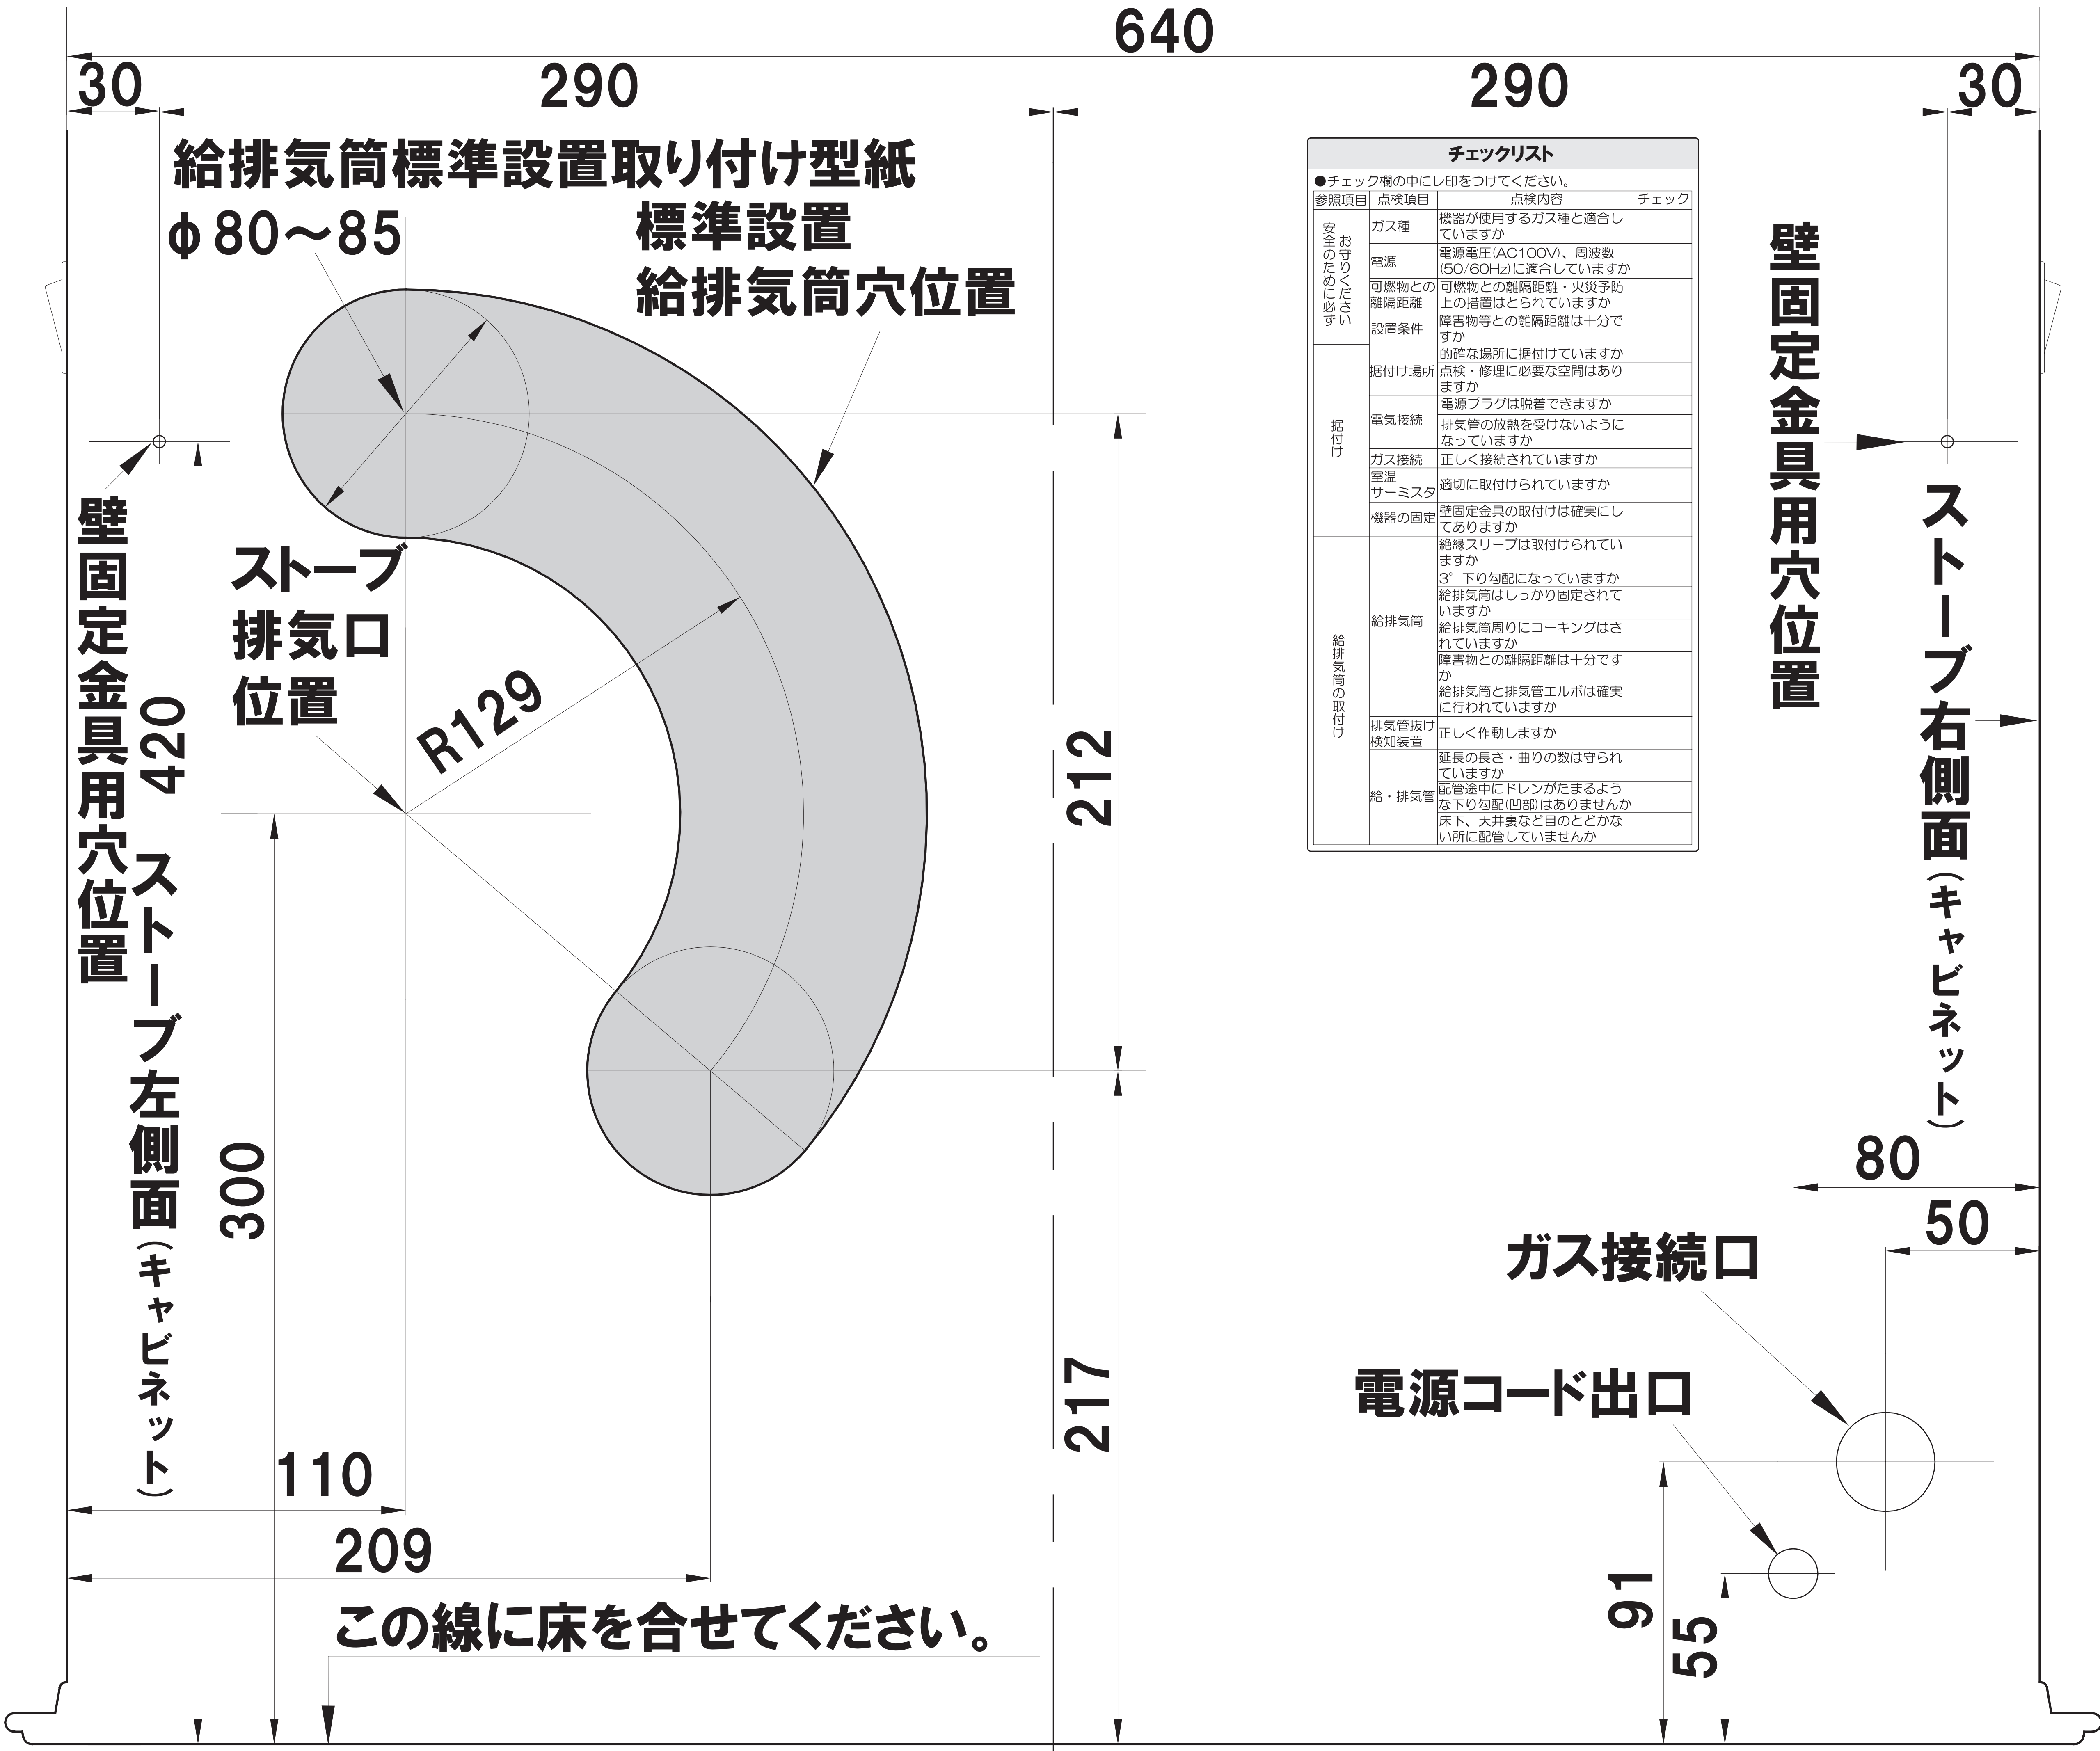 640
30
290
290
30
給排気筒標準設置取り付け型紙
φ80～85
標準設置
給排気筒穴位置
壁固定金具用穴位置
420
ストーブ左側面（キャビネット）
ストーブ
排気口
位置
R129
300
212
217
110
209
この線に床を合せてください。
チェックリスト
●チェック欄の中にレ印をつけてください。
参照項目 点検項目 点検内容 チェック
安全のために必ず
お守りください
ガス種
機器が使用するガス種と適合し
ていますか
電源
電源電圧(AC100V)、周波数
(50/60Hz)に適合していますか
可燃物との
離隔距離
可燃物との離隔距離・火災予防
上の措置はとられていますか
設置条件
障害物等との離隔距離は十分で
すか
据付け
据付け場所
的確な場所に据付けていますか
点検・修理に必要な空間はあり
ますか
電気接続
電源プラグは脱着できますか
排気管の放熱を受けないように
なっていますか
ガス接続
正しく接続されていますか
室温
サーミスタ
適切に取付けられていますか
機器の固定
壁固定金具の取付けは確実にし
てありますか
給排気筒の取付け
給排気筒
絶縁スリーブは取付けられてい
ますか
3°下り勾配になっていますか
給排気筒はしっかり固定されて
いますか
給排気筒周りにコーキングはさ
れていますか
障害物との離隔距離は十分です
か
給排気筒と排気管エルボは確実
に行われていますか
排気管抜け
検知装置
正しく作動しますか
給・排気管
延長の長さ・曲りの数は守られ
ていますか
配管途中にドレンがたまるよう
な下り勾配(凹部)はありませんか
床下、天井裏など目のとどかな
い所に配管していませんか
壁固定金具用穴位置
ストーブ右側面（キャビネット）
80
50
ガス接続口
電源コード出口
91
55